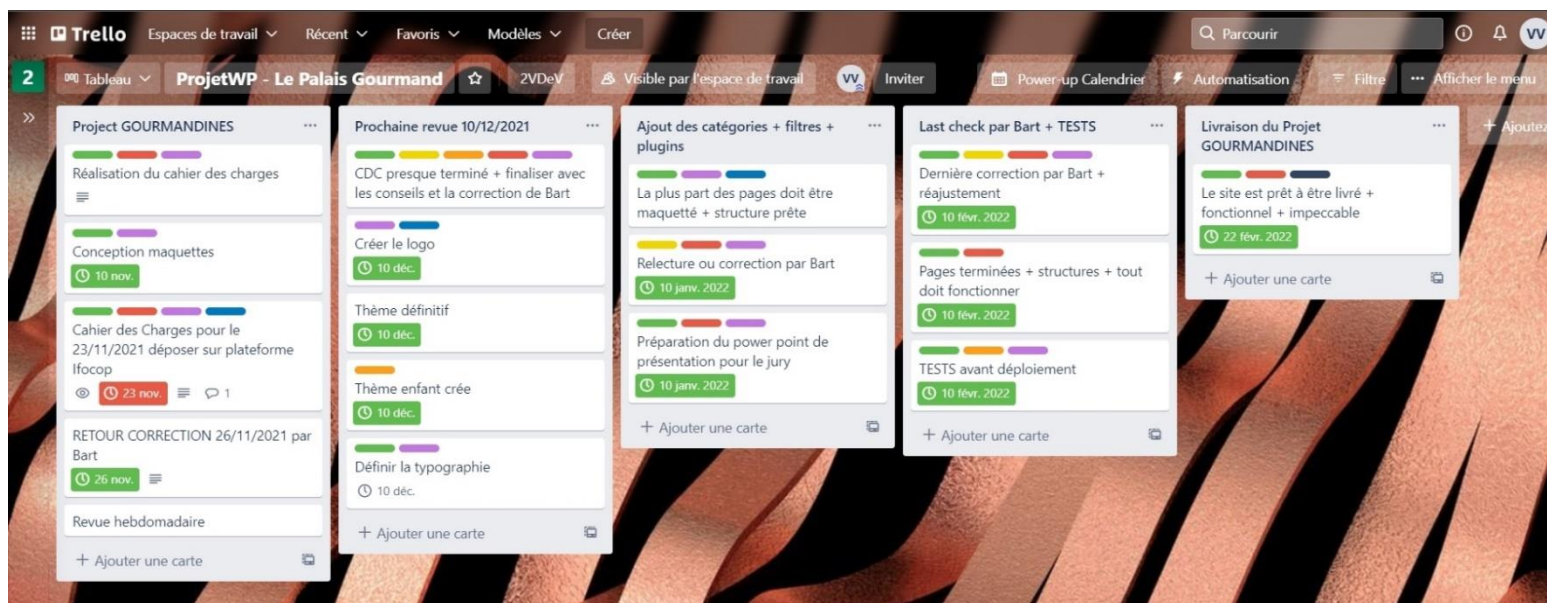 Trello
Espaces de travail
Récent
Favoris
Modèles
Créer
Parcourir
VV
2
Tableau
ProjetWP - Le Palais Gourmand
2VDeV
Visible par l'espace de travail
VV
Inviter
Power-up Calendrier
Automatisation
Filtre
Afficher le menu
Project GOURMANDINES
Réalisation du cahier des charges
Conception maquettes
10 nov.
Cahier des Charges pour le
23/11/2021 déposer sur plateforme
Ifocop
23 nov.
1
RETOUR CORRECTION 26/11/2021 par
Bart
26 nov.
Revue hebdomadaire
+ Ajouter une carte
Prochaine revue 10/12/2021
CDC presque terminé + finaliser avec
les conseils et la correction de Bart
Créer le logo
10 déc.
Thème définitif
10 déc.
Thème enfant crée
10 déc.
Définir la typographie
10 déc.
+ Ajouter une carte
Ajout des catégories + filtres +
plugins
La plus part des pages doit être
maquetté + structure prête
Relecture ou correction par Bart
10 janv. 2022
Préparation du power point de
présentation pour le jury
10 janv. 2022
+ Ajouter une carte
Last check par Bart + TESTS
Dernière correction par Bart +
réajustement
10 févr. 2022
Pages terminées + structures + tout
doit fonctionner
10 févr. 2022
TESTS avant déploiement
10 févr. 2022
+ Ajouter une carte
Livraison du Projet
GOURMANDINES
Le site est prêt à être livré +
fonctionnel + impeccable
22 févr. 2022
+ Ajouter une carte
+ Ajoutez